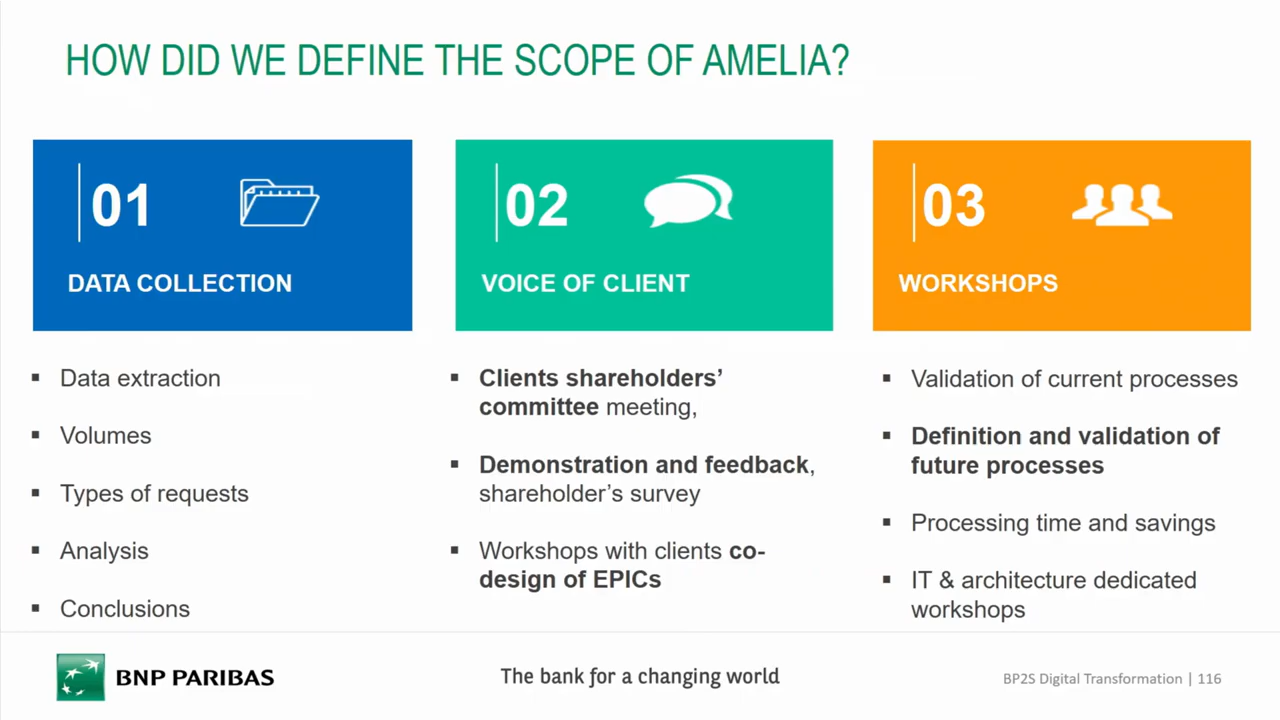 HOW DID WE DEFINE THE SCOPE OF AMELIA?
01
DATA COLLECTION
▪ Data extraction
▪ Volumes
▪ Types of requests
▪ Analysis
▪ Conclusions
02
VOICE OF CLIENT
▪ Clients shareholders’
committee meeting,
▪ Demonstration and feedback,
shareholder’s survey
▪ Workshops with clients co-
design of EPICs
03
WORKSHOPS
▪ Validation of current processes
▪ Definition and validation of
future processes
▪ Processing time and savings
▪ IT & architecture dedicated
workshops
BNP PARIBAS
The bank for a changing world
BP2S Digital Transformation | 116